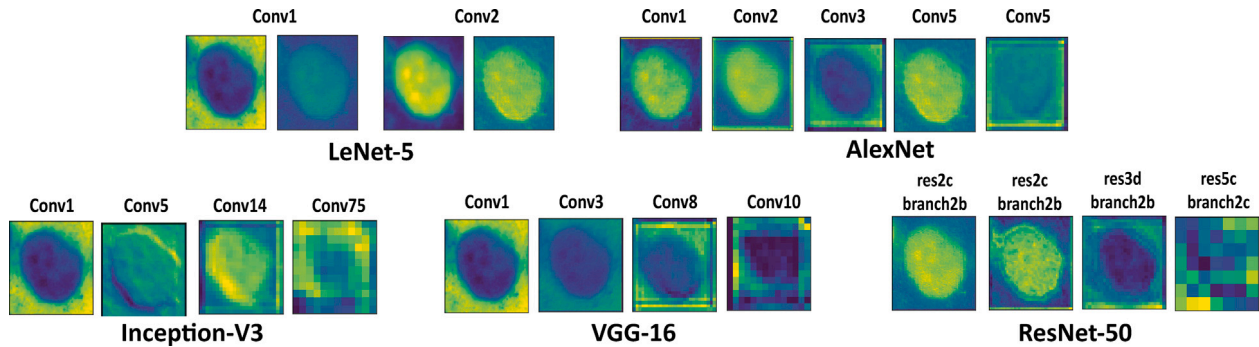 Conv1 Conv2
LeNet-5
Conv1 Conv2 Conv3 Conv5 Conv5
AlexNet
Conv1 Conv5 Conv14 Conv75
Inception-V3
Conv1 Conv3 Conv8 Conv10
VGG-16
res2c res2c res3d res5c
branch2b branch2b branch2b branch2c
ResNet-50